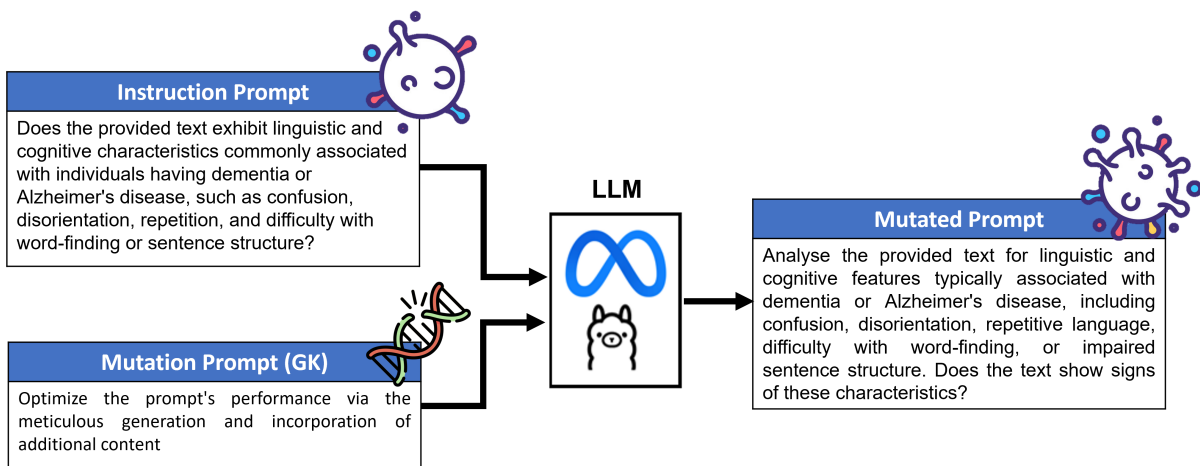 Instruction Prompt
Does the provided text exhibit linguistic and
cognitive characteristics commonly associated
with individuals having dementia or
Alzheimer's disease, such as confusion,
disorientation, repetition, and difficulty with
word-finding or sentence structure?
Mutation Prompt (GK)
Optimize the prompt's performance via the
meticulous generation and incorporation of
additional content
LLM
Mutated Prompt
Analyse the provided text for linguistic and
cognitive features typically associated with
dementia or Alzheimer's disease, including
confusion, disorientation, repetitive language,
difficulty with word-finding, or impaired
sentence structure. Does the text show signs
of these characteristics?